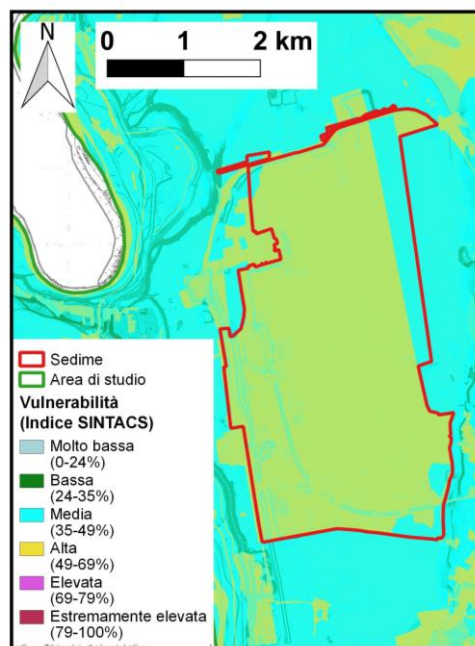 N
0 1 2 km
Sedime
Area di studio
Vulnerabilità
(Indice SINTACS)
Molto bassa
(0-24%)
Bassa
(24-35%)
Media
(35-49%)
Alta
(49-69%)
Elevata
(69-79%)
Estremamente elevata
(79-100%)